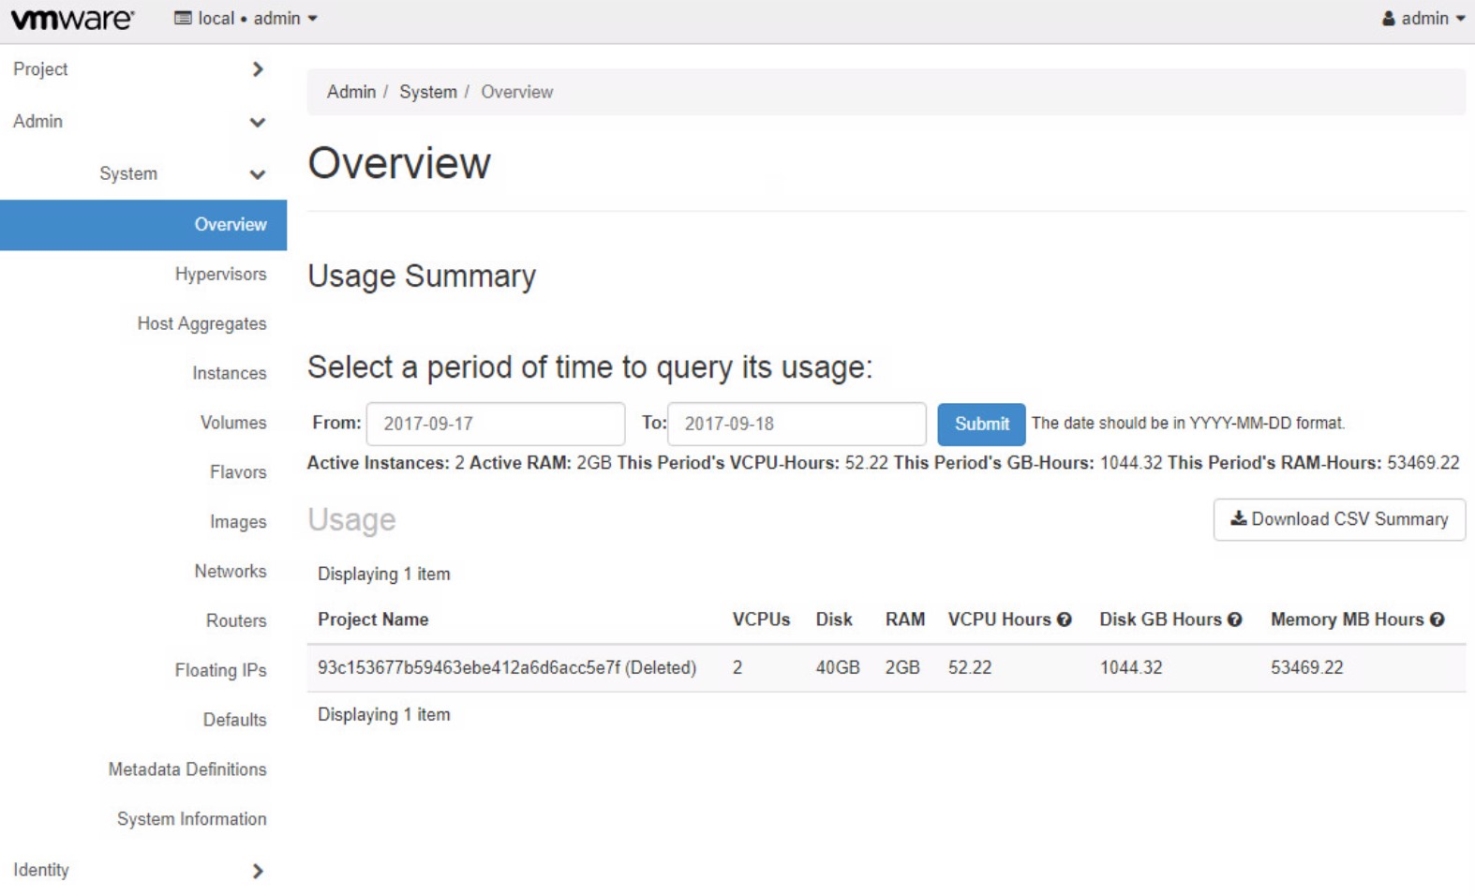 vmware local • admin admin
Project
Admin
System
Overview
Hypervisors
Host Aggregates
Instances
Volumes
Flavors
Images
Networks
Routers
Floating IPs
Defaults
Metadata Definitions
System Information
Identity
Admin / System / Overview
Overview
Usage Summary
Select a period of time to query its usage:
From: 2017-09-17 To: 2017-09-18 Submit The date should be in YYYY-MM-DD format.
Active Instances: 2 Active RAM: 2GB This Period's VCPU-Hours: 52.22 This Period's GB-Hours: 1044.32 This Period's RAM-Hours: 53469.22
Usage Download CSV Summary
Displaying 1 item
Project Name VCPUs Disk RAM VCPU Hours Disk GB Hours Memory MB Hours
93c153677b59463ebe412a6d6acc5e7f (Deleted) 2 40GB 2GB 52.22 1044.32 53469.22
Displaying 1 item